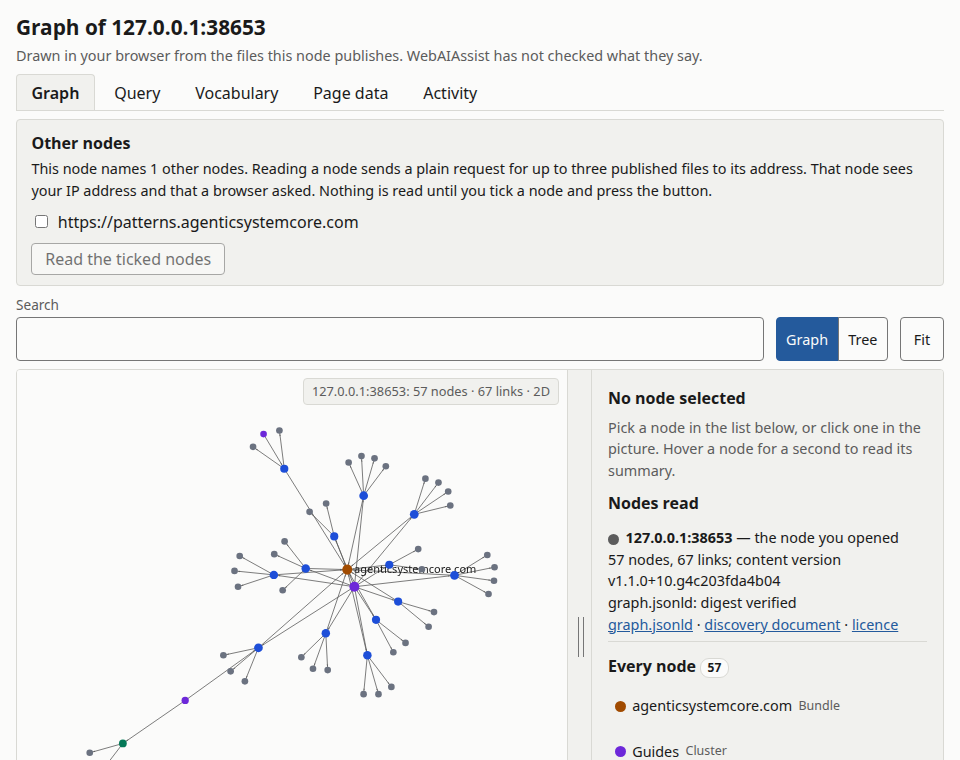 Graph of 127.0.0.1:38653
Drawn in your browser from the files this node publishes. WebAIAssist has not checked what they say.
Graph
Query
Vocabulary
Page data
Activity
Other nodes
This node names 1 other nodes. Reading a node sends a plain request for up to three published files to its address. That node sees
your IP address and that a browser asked. Nothing is read until you tick a node and press the button.
https://patterns.agenticsystemcore.com
Read the ticked nodes
Search
Graph
Tree
Fit
127.0.0.1:38653: 57 nodes · 67 links · 2D
agenticsystemcore.com
No node selected
Pick a node in the list below, or click one in the
picture. Hover a node for a second to read its
summary.
Nodes read
127.0.0.1:38653 — the node you opened
57 nodes, 67 links; content version
v1.1.0+10.g4c203fda4b04
graph.jsonld: digest verified
graph.jsonld · discovery document · licence
Every node 57
agenticsystemcore.com Bundle
Guides Cluster